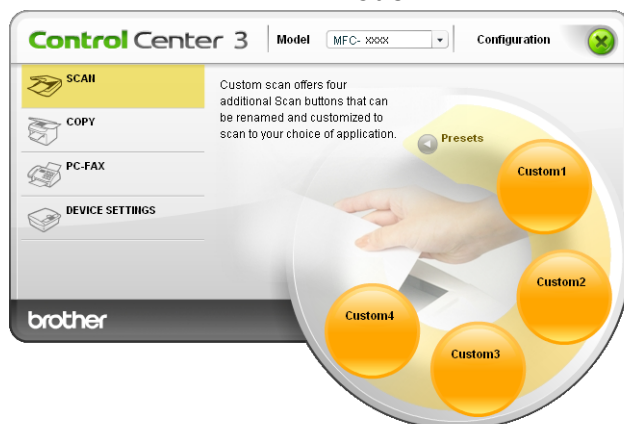 Control Center 3 Model MFC- XXXX Configuration
SCAN
COPY
PC-FAX
DEVICE SETTINGS
Custom scan offers four
additional Scan buttons that can
be renamed and customized to
scan to your choice of application.
Presets
Custom1
Custom2
Custom3
Custom4
brother